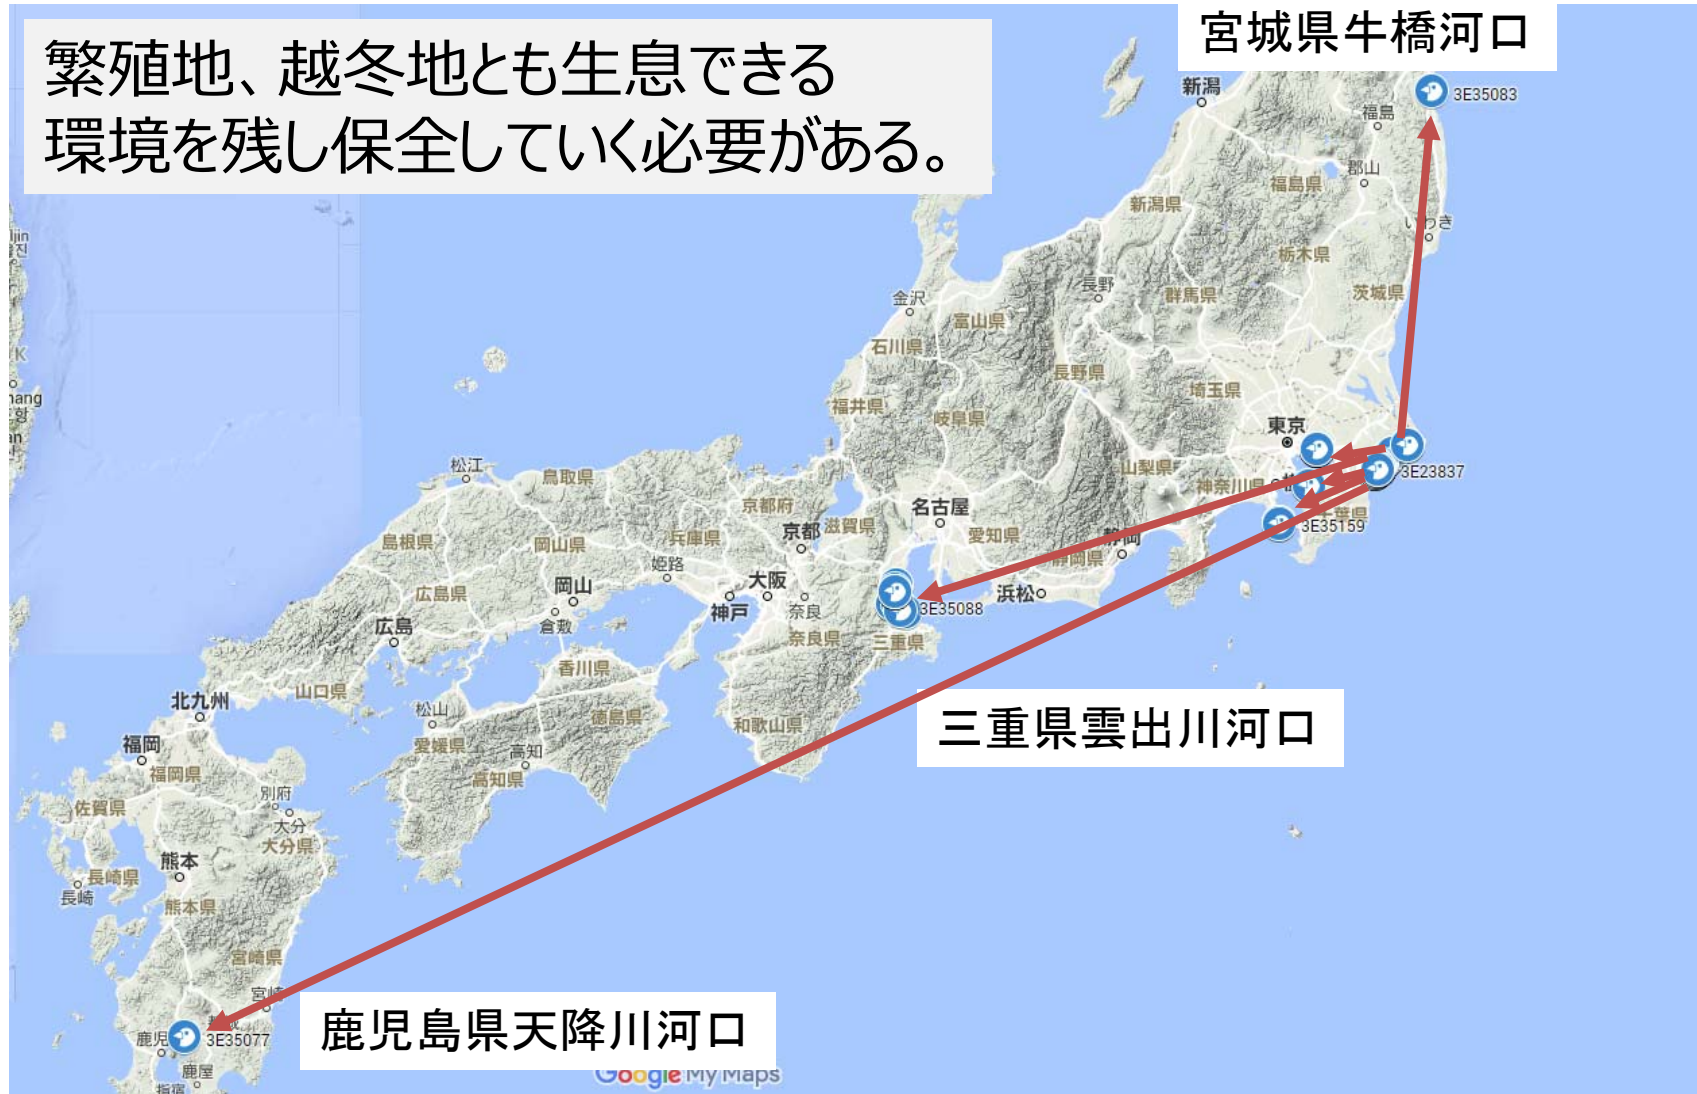 繁殖地、越冬地とも生息できる
環境を残し保全していく必要がある。
宮城県牛橋河口
新潟
3E35083
福島
郡山
福島県
新潟県
いわき
栃木県
長野
群馬県
茨城県
金沢
富山県
石川県
長野県
埼玉県
福井県
岐阜県
東京
松江
鳥取県
山梨県
3E23837
神奈川県
京都府
名古屋
千葉県
3E35159
京都
滋賀県
愛知県
静岡
静岡県
島根県
岡山県
兵庫県
姫路
大阪
岡山
広島県
神戸
奈良
浜松
3E35088
倉敷
広島
奈良県
三重県
香川県
山口県
北九州
松山
徳島県
和歌山県
三重県雲出川河口
福岡
愛媛県
高知
福岡県
高知県
別府
佐賀県
大分
大分県
熊本
長崎県
長崎
熊本県
宮崎県
宮崎
鹿児島県天降川河口
3E35077
鹿屋
指宿
Google My Maps